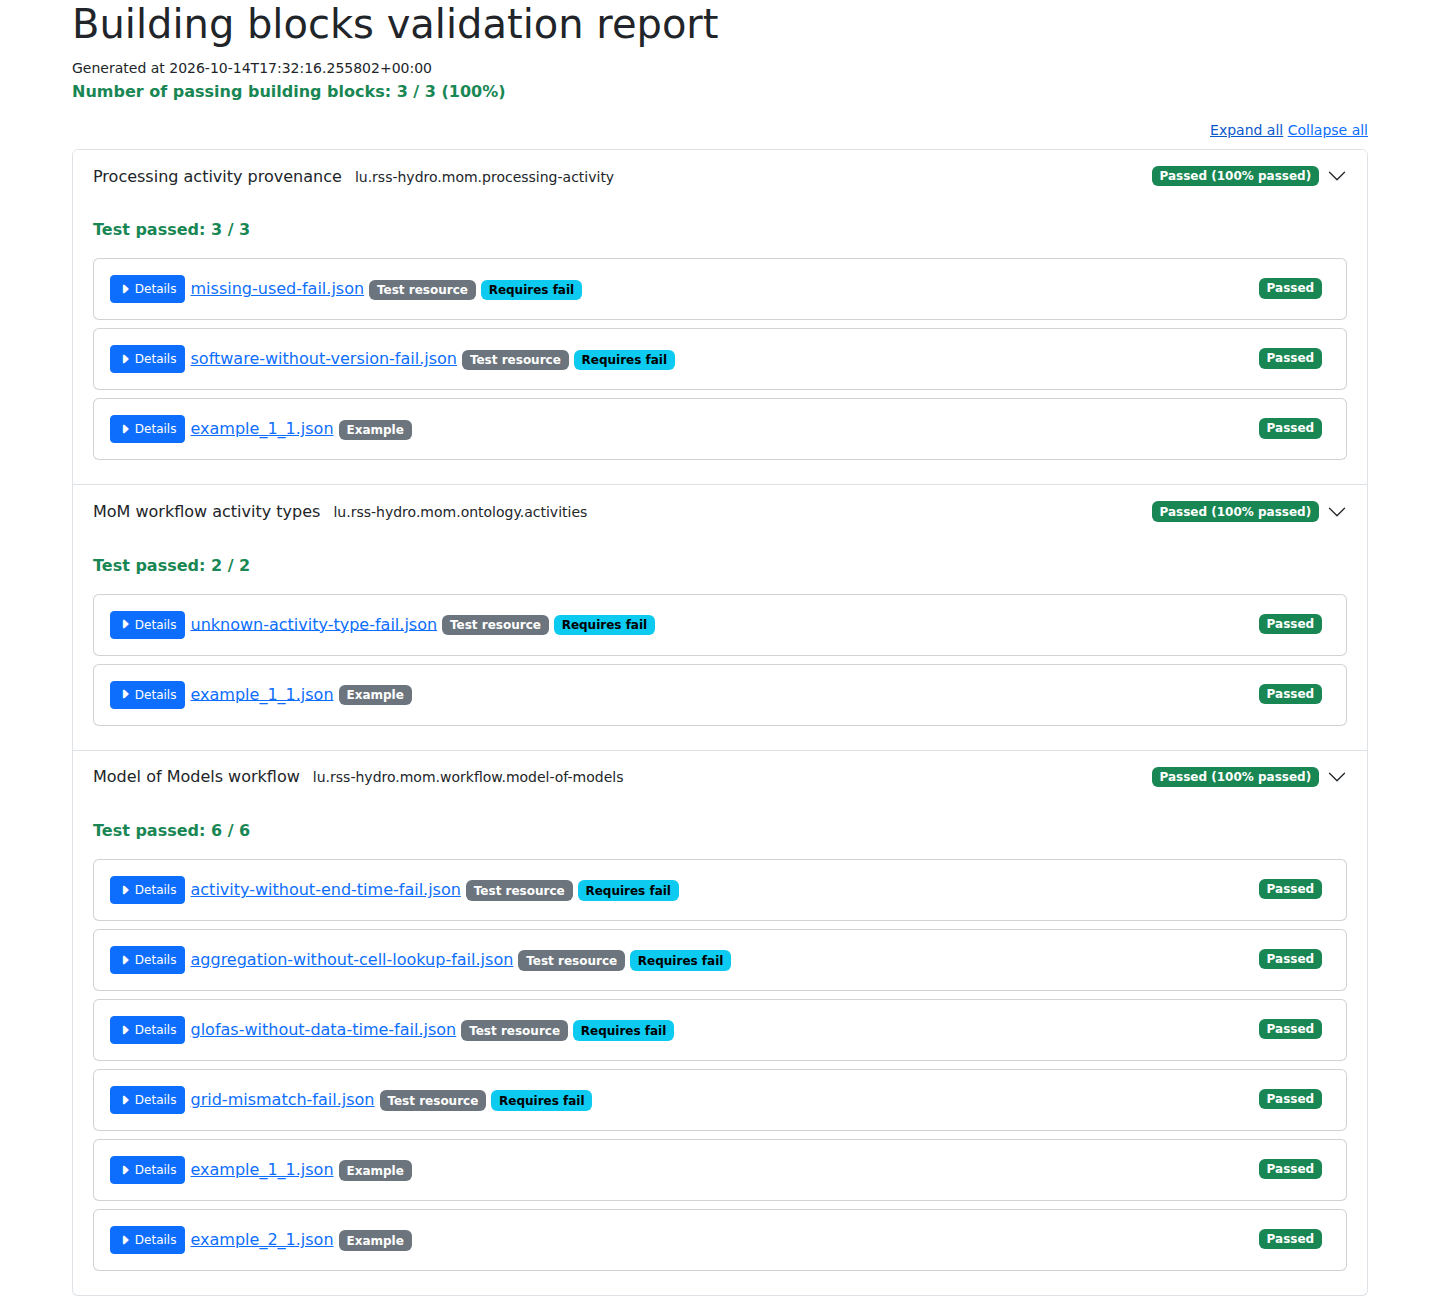 Building blocks validation report
Generated at 2026-10-14T17:32:16.255802+00:00
Number of passing building blocks: 3 / 3 (100%)
Expand all Collapse all
Processing activity provenance lu.rss-hydro.mom.processing-activity Passed (100% passed)
Test passed: 3 / 3
Details missing-used-fail.json Test resource Requires fail Passed
Details software-without-version-fail.json Test resource Requires fail Passed
Details example_1_1.json Example Passed
MoM workflow activity types lu.rss-hydro.mom.ontology.activities Passed (100% passed)
Test passed: 2 / 2
Details unknown-activity-type-fail.json Test resource Requires fail Passed
Details example_1_1.json Example Passed
Model of Models workflow lu.rss-hydro.mom.workflow.model-of-models Passed (100% passed)
Test passed: 6 / 6
Details activity-without-end-time-fail.json Test resource Requires fail Passed
Details aggregation-without-cell-lookup-fail.json Test resource Requires fail Passed
Details glofas-without-data-time-fail.json Test resource Requires fail Passed
Details grid-mismatch-fail.json Test resource Requires fail Passed
Details example_1_1.json Example Passed
Details example_2_1.json Example Passed